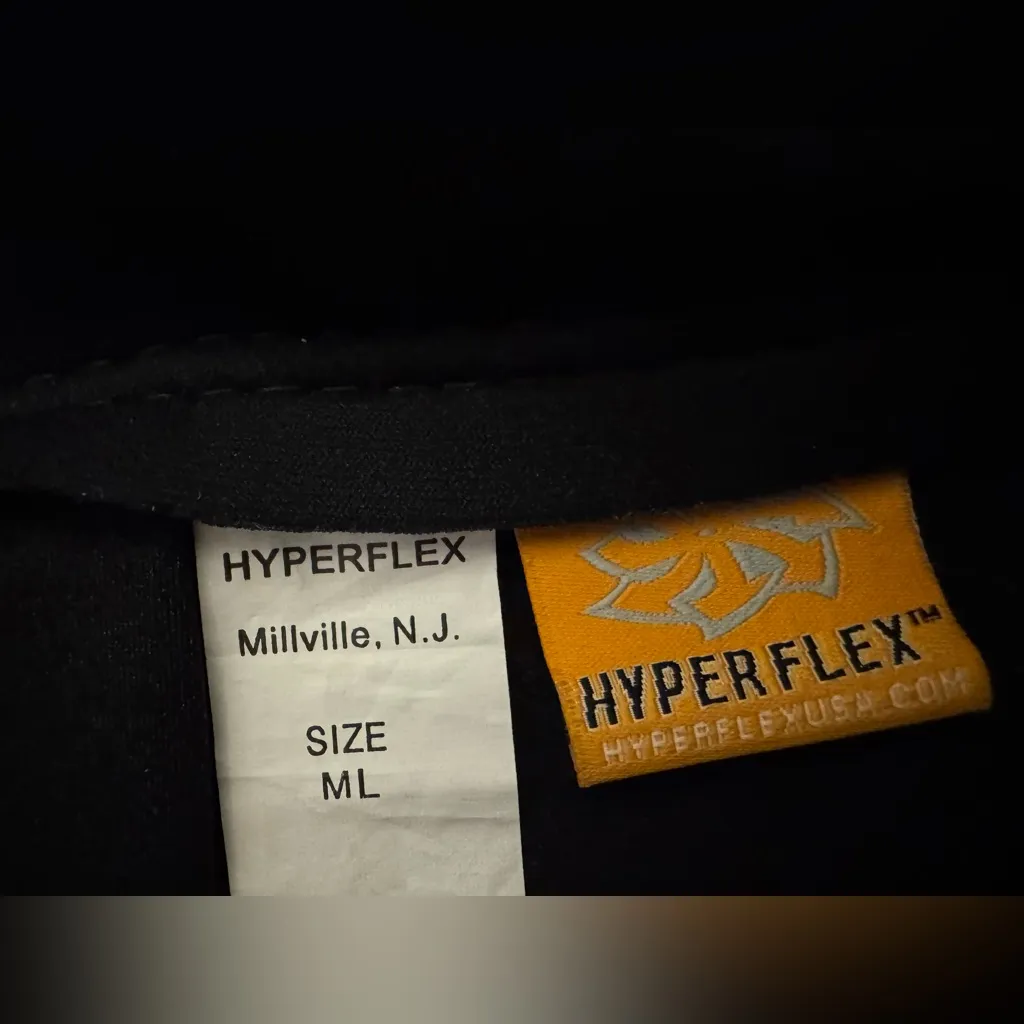 HYPERFLEX
Millville, N.J.
SIZE
ML
HYPERFLEX™
HYPERFLEXUSA.COM